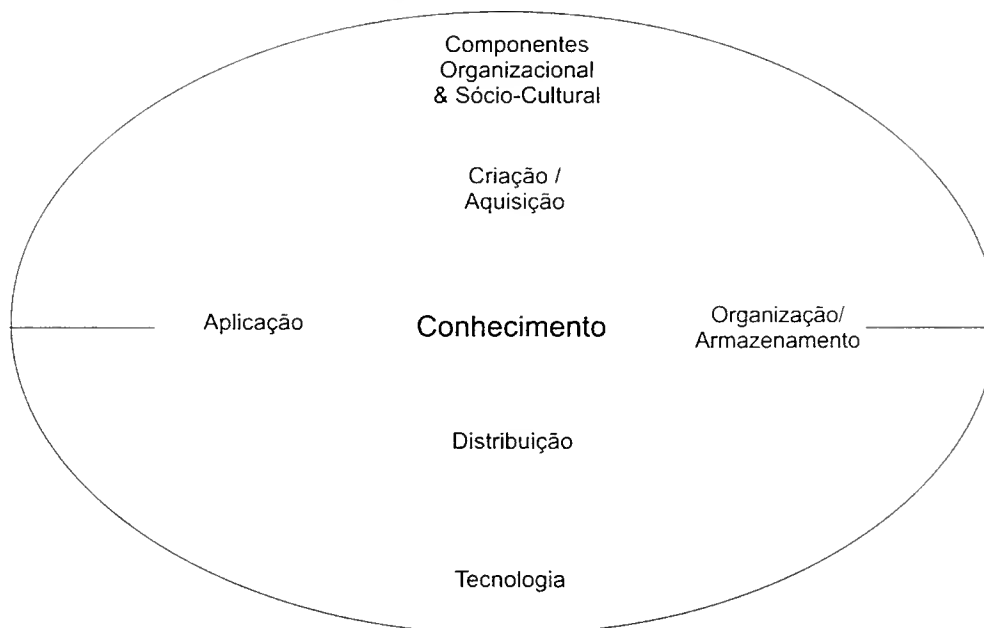 Componentes
Organizacional
& Sócio-Cultural
Criação /
Aquisição
Aplicação
Conhecimento
Organização/
Armazenamento
Distribuição
Tecnologia